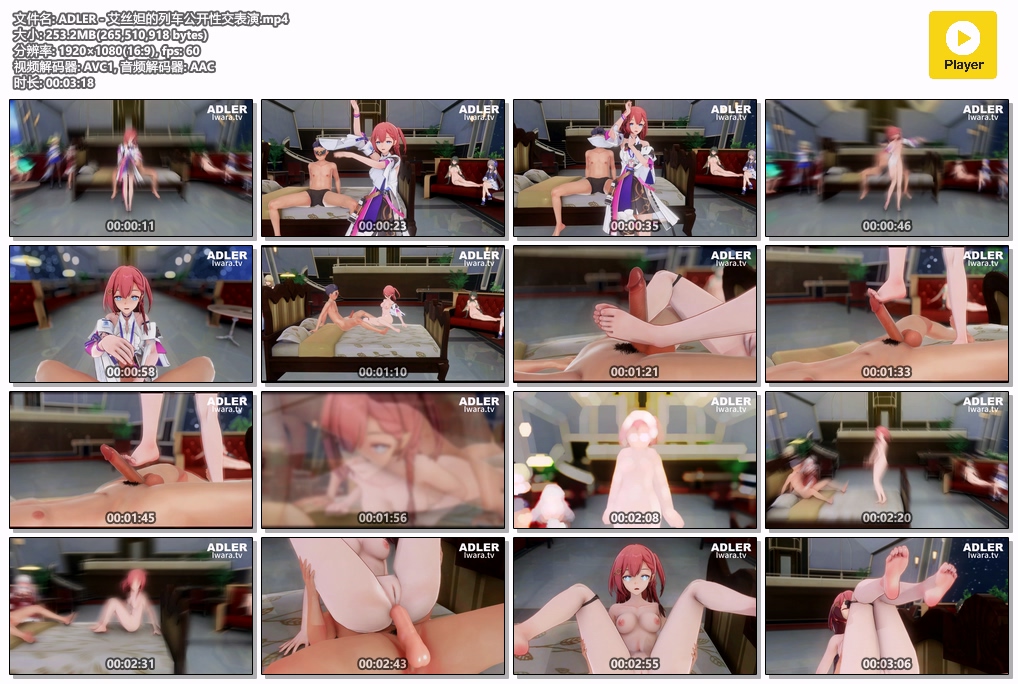 文件名: ADLER - 艾丝妲的列车公开性交表演.mp4
大小: 253.2MB(265,510,918 bytes)
分辨率: 1920×1080(16:9), fps: 60
视频解码器: AVC1, 音频解码器: AAC
时长: 00:03:18
Player
ADLER
Iwara.tv
00:00:11
ADLER
Iwara.tv
00:00:23
ADLER
Iwara.tv
00:00:35
ADLER
Iwara.tv
00:00:46
ADLER
Iwara.tv
00:00:58
ADLER
Iwara.tv
00:01:10
ADLER
Iwara.tv
00:01:21
ADLER
Iwara.tv
00:01:33
ADLER
Iwara.tv
00:01:45
ADLER
Iwara.tv
00:01:56
ADLER
Iwara.tv
00:02:08
ADLER
Iwara.tv
00:02:20
ADLER
Iwara.tv
00:02:31
ADLER
Iwara.tv
00:02:43
ADLER
Iwara.tv
00:02:55
ADLER
Iwara.tv
00:03:06